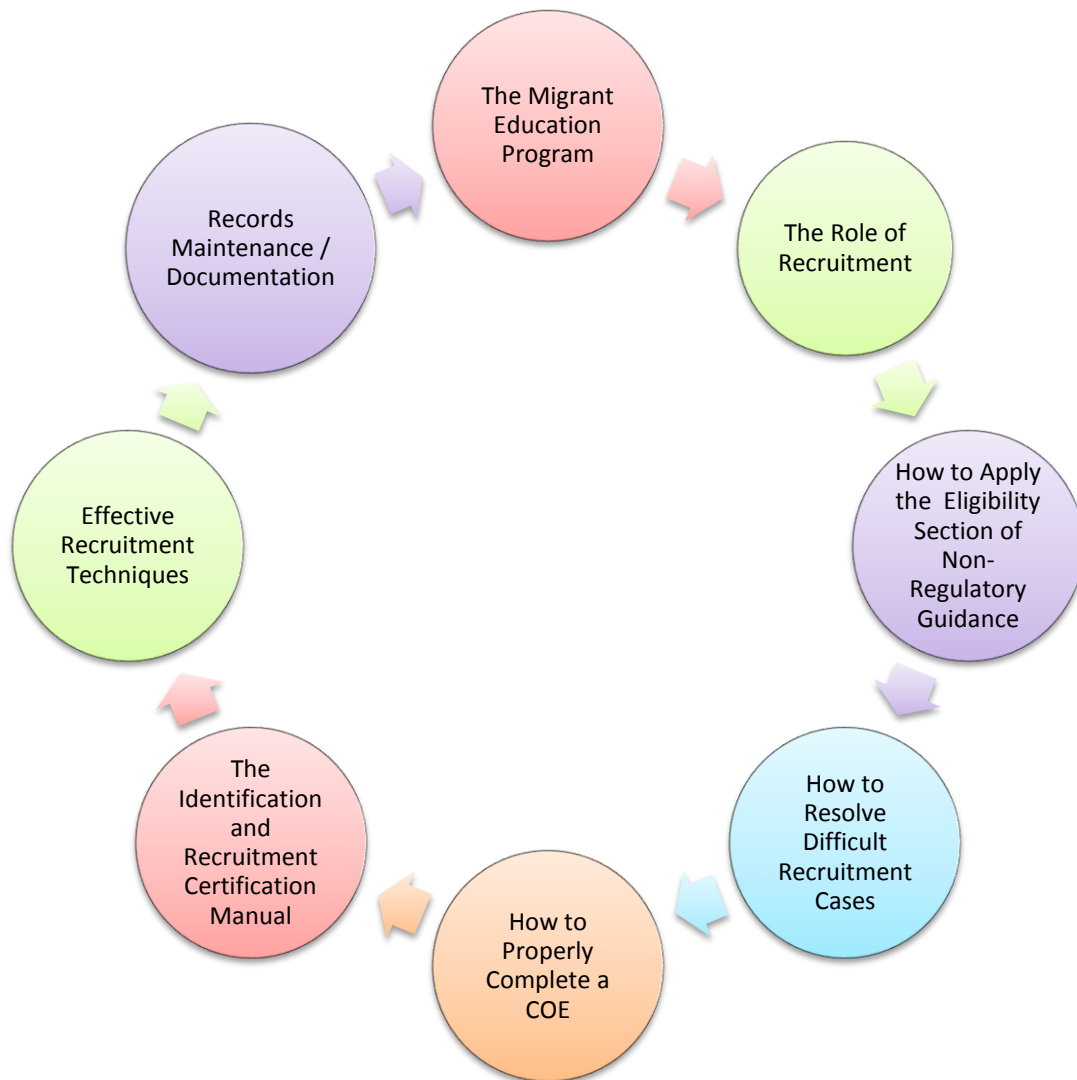 The Migrant
Education
Program
The Role of
Recruitment
How to Apply
the Eligibility
Section of
Non-
Regulatory
Guidance
How to
Resolve
Difficult
Recruitment
Cases
How to
Properly
Complete a
COE
The
Identification
and
Recruitment
Certification
Manual
Effective
Recruitment
Techniques
Records
Maintenance /
Documentation